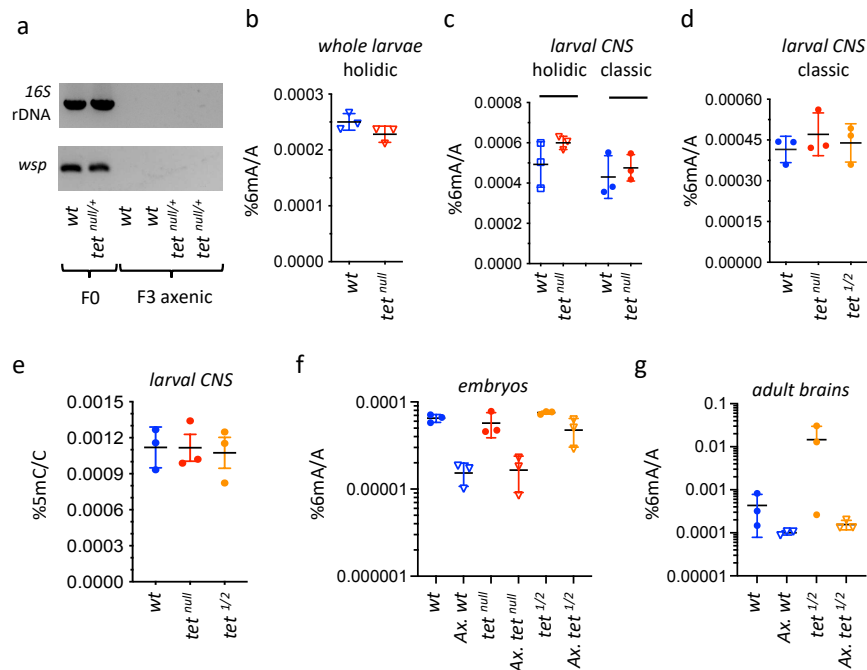 a
16S
rDNA
wsp
wt
tet null/+
wt
wt
tet null/+
tet null/+
F0
F3 axenic
b
whole larvae
holidic
%6mA/A
0.0003
0.0002
0.0001
0.0000
wt
tet null
c
larval CNS
holidic classic
%6mA/A
0.0008
0.0006
0.0004
0.0002
0.0000
wt
tet null
wt
tet null
d
larval CNS
classic
%6mA/A
0.00060
0.00045
0.00030
0.00015
0.00000
wt
tet null
tet 1/2
e
larval CNS
%5mC/C
0.0015
0.0012
0.0009
0.0006
0.0003
0.0000
wt
tet null
tet 1/2
f
embryos
%6mA/A
0.0001
0.00001
0.000001
wt
Ax. wt
tet null
Ax. tet null
tet 1/2
Ax. tet 1/2
g
adult brains
%6mA/A
0.1
0.01
0.001
0.0001
0.00001
wt
Ax. wt
tet 1/2
Ax. tet 1/2